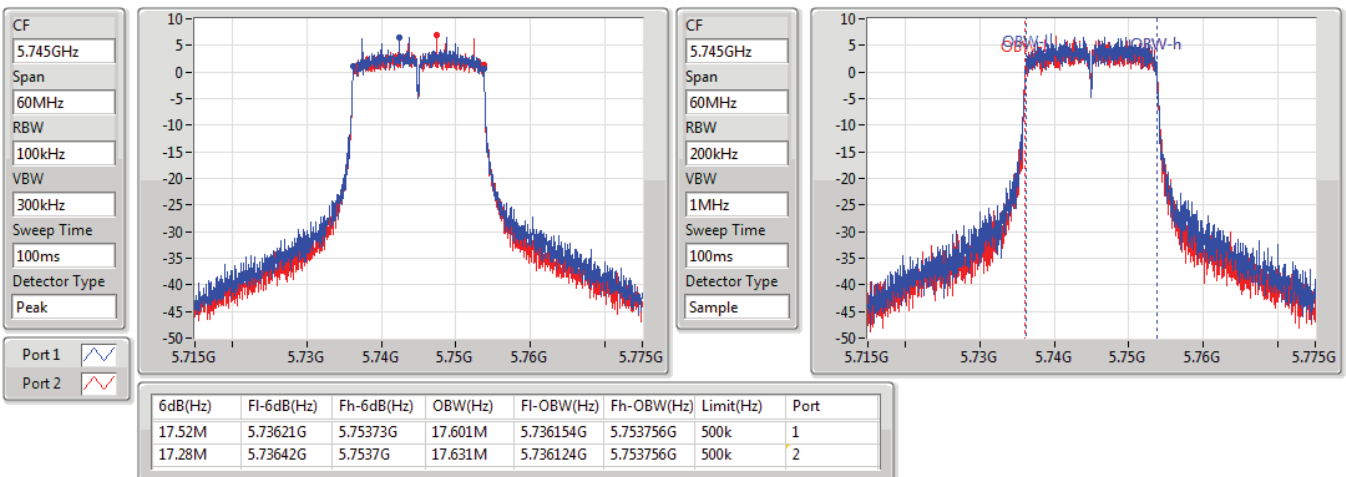 CF
5.745GHz
Span
60MHz
RBW
100kHz
VBW
300kHz
Sweep Time
100ms
Detector Type
Peak
Port 1
Port 2
10
5
0
-5
-10
-15
-20
-25
-30
-35
-40
-45
-50
5.715G 5.73G 5.74G 5.75G 5.76G 5.775G
CF
5.745GHz
Span
60MHz
RBW
200kHz
VBW
1MHz
Sweep Time
100ms
Detector Type
Sample
10
5
0
-5
-10
-15
-20
-25
-30
-35
-40
-45
-50
OBW-h
5.715G 5.73G 5.74G 5.75G 5.76G 5.775G
6dB(Hz) Fl-6dB(Hz) Fh-6dB(Hz) OBW(Hz) Fl-OBW(Hz) Fh-OBW(Hz) Limit(Hz) Port
17.52M 5.73621G 5.75373G 17.601M 5.736154G 5.753756G 500k 1
17.28M 5.73642G 5.7537G 17.631M 5.736124G 5.753756G 500k 2